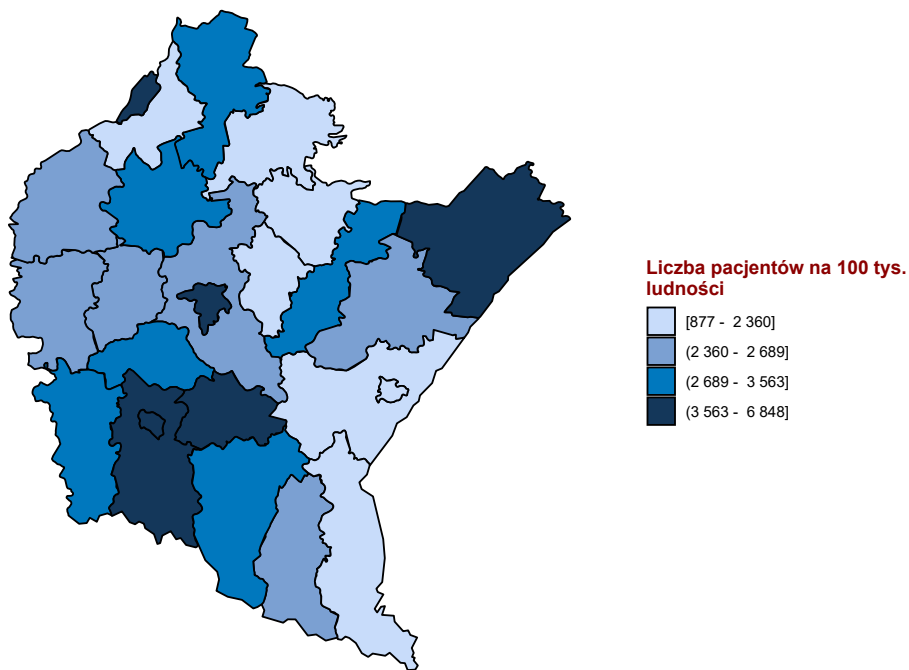 Liczba pacjentów na 100 tys.
ludności
[877 - 2 360]
(2 360 - 2 689]
(2 689 - 3 563]
(3 563 - 6 848]